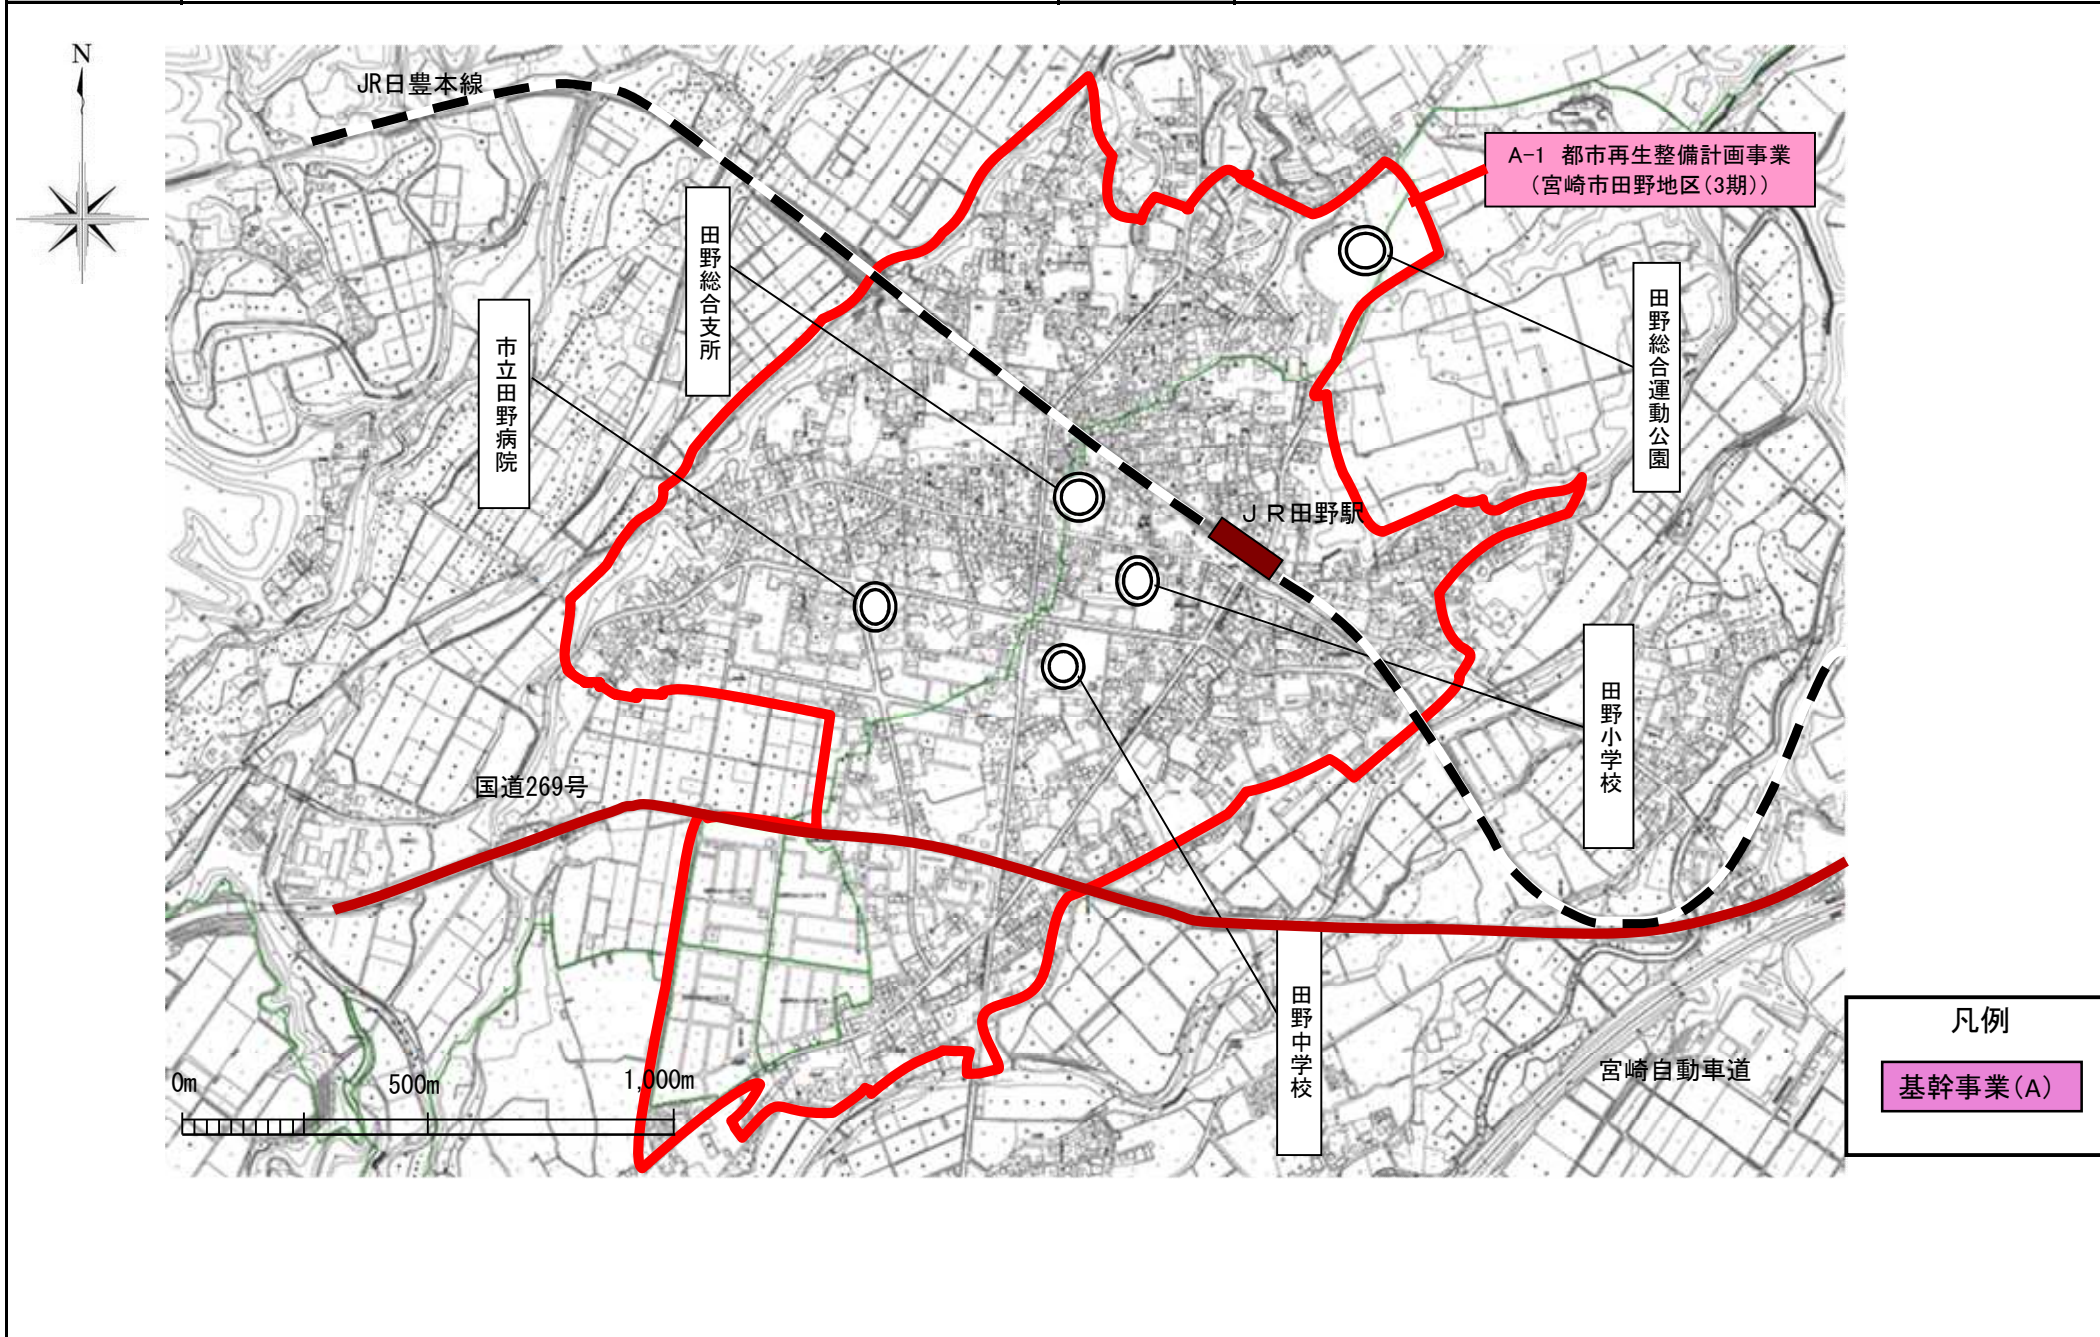 N
JR日豊本線
A-1 都市再生整備計画事業
(宮崎市田野地区(3期))
田野総合支所
田野総合運動公園
市立田野病院
JR田野駅
田野小学校
国道269号
田野中学校
宮崎自動車道
0m
500m
1,000m
凡例
基幹事業(A)